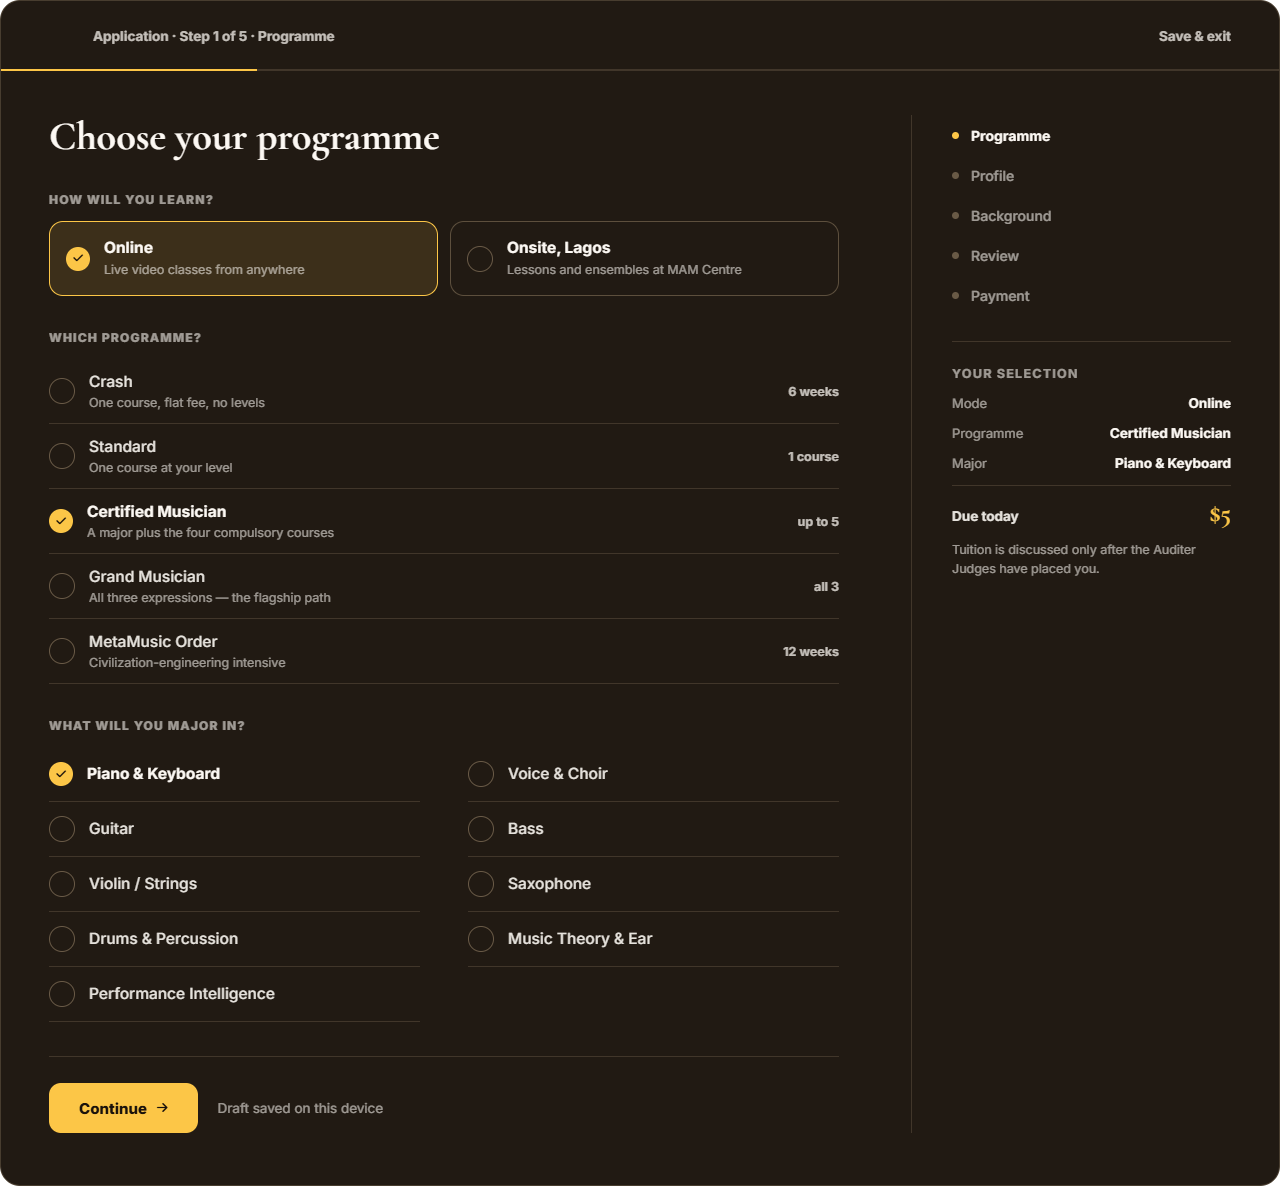 Application · Step 1 of 5 · Programme
Save & exit
Choose your programme
HOW WILL YOU LEARN?
Online
Live video classes from anywhere
Onsite, Lagos
Lessons and ensembles at MAM Centre
WHICH PROGRAMME?
Crash
One course, flat fee, no levels
6 weeks
Standard
One course at your level
1 course
Certified Musician
A major plus the four compulsory courses
up to 5
Grand Musician
All three expressions — the flagship path
all 3
MetaMusic Order
Civilization-engineering intensive
12 weeks
WHAT WILL YOU MAJOR IN?
Piano & Keyboard
Voice & Choir
Guitar
Bass
Violin / Strings
Saxophone
Drums & Percussion
Music Theory & Ear
Performance Intelligence
Continue →
Draft saved on this device
Programme
Profile
Background
Review
Payment
YOUR SELECTION
Mode Online
Programme Certified Musician
Major Piano & Keyboard
Due today $5
Tuition is discussed only after the Auditer
Judges have placed you.